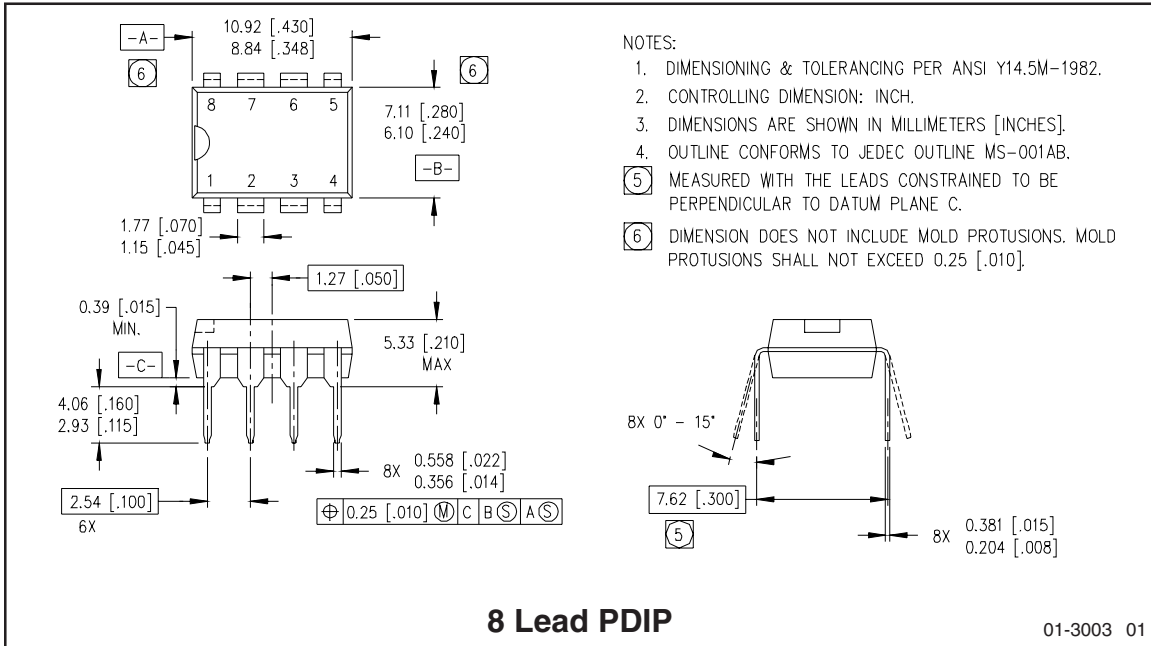 -A-
10.92 [.430]
8.84 [.348]
6
6
8 7 6 5
1 2 3 4
7.11 [.280]
6.10 [.240]
-B-
1.77 [.070]
1.15 [.045]
1.27 [.050]
0.39 [.015]
MIN.
-C-
5.33 [.210]
MAX
4.06 [.160]
2.93 [.115]
8X 0.558 [.022]
0.356 [.014]
2.54 [.100]
6X
⌖ 0.25 [.010] Ⓜ C B Ⓢ A Ⓢ
NOTES:
1. DIMENSIONING & TOLERANCING PER ANSI Y14.5M-1982.
2. CONTROLLING DIMENSION: INCH.
3. DIMENSIONS ARE SHOWN IN MILLIMETERS [INCHES].
4. OUTLINE CONFORMS TO JEDEC OUTLINE MS-001AB.
5 MEASURED WITH THE LEADS CONSTRAINED TO BE
PERPENDICULAR TO DATUM PLANE C.
6 DIMENSION DOES NOT INCLUDE MOLD PROTUSIONS. MOLD
PROTUSIONS SHALL NOT EXCEED 0.25 [.010].
8X 0° - 15°
7.62 [.300]
5
8X 0.381 [.015]
0.204 [.008]
8 Lead PDIP
01-3003 01